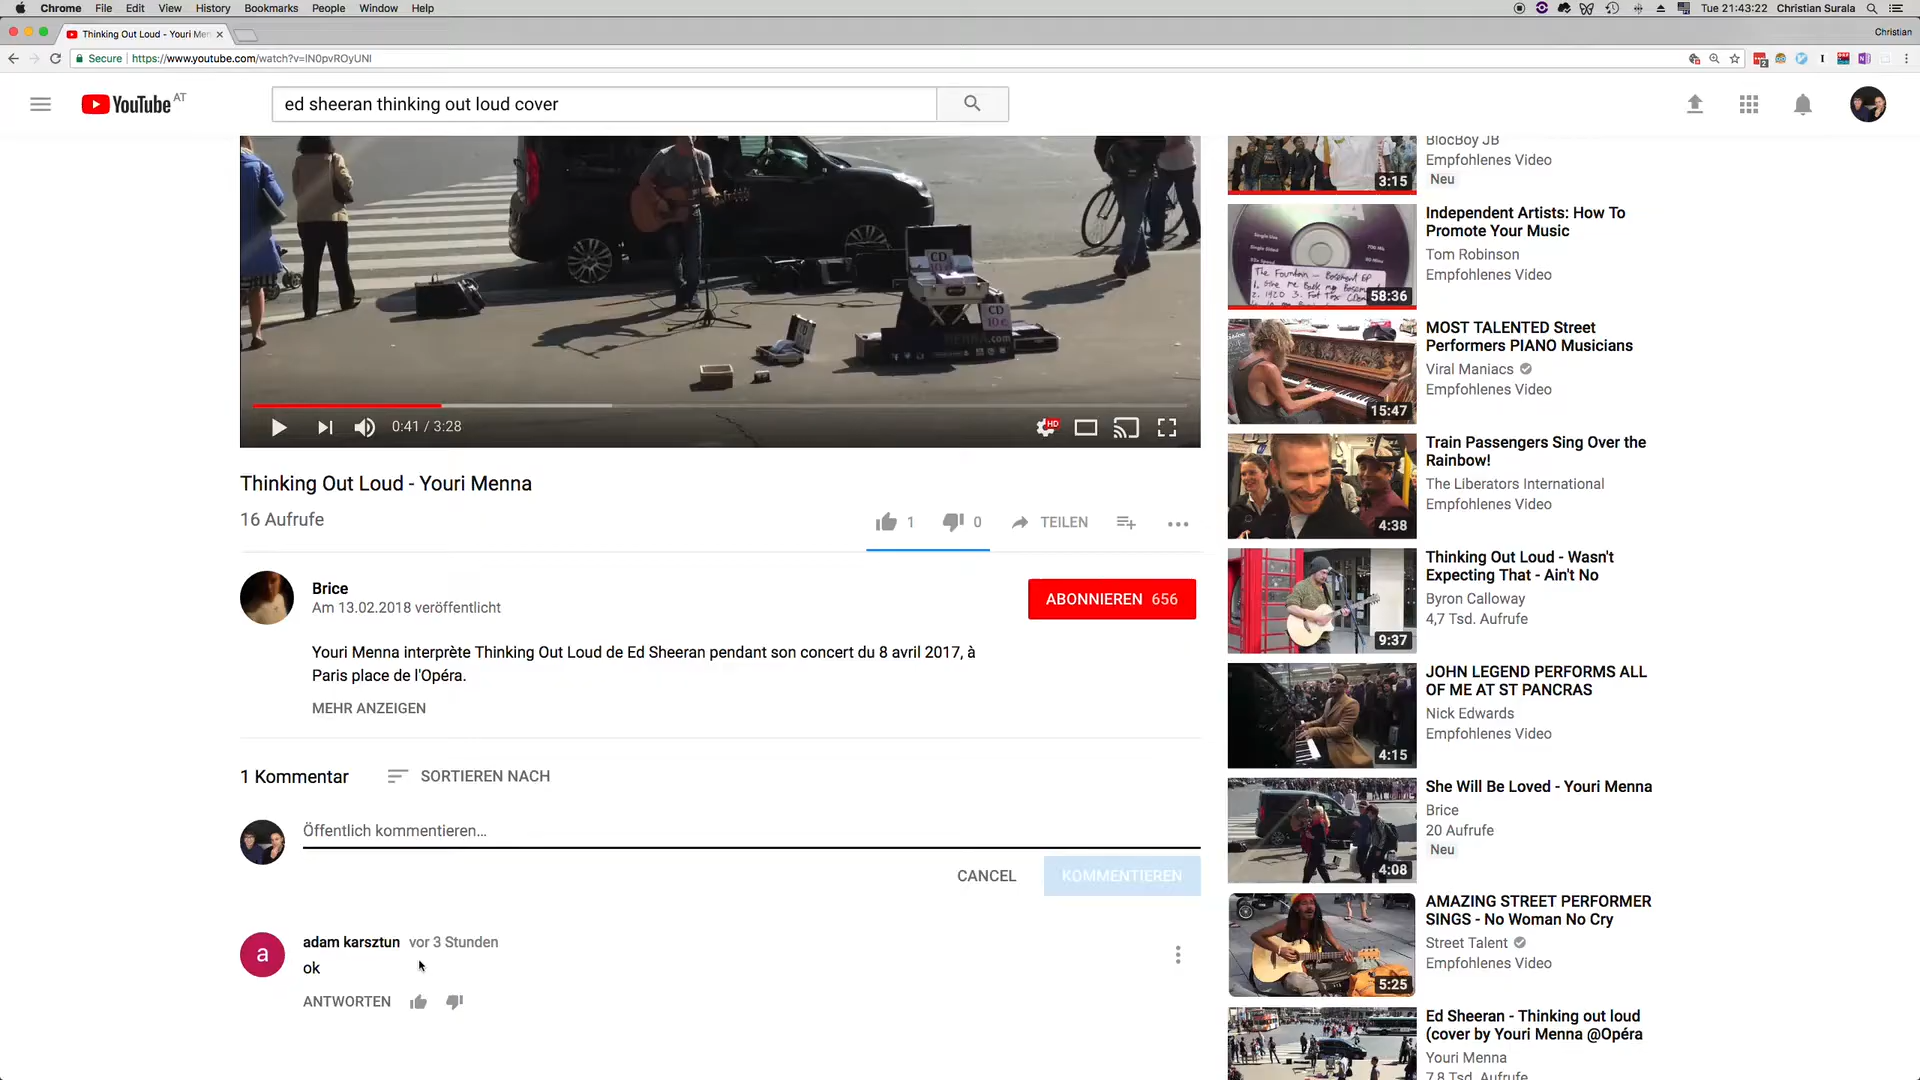 Chrome File Edit View History Bookmarks People Window Help
Tue 21:43:22 Christian Surala
Thinking Out Loud - Youri Men
Christian
Secure https://www.youtube.com/watch?v=IN0pvROyUNI
YouTube AT
ed sheeran thinking out loud cover
CD
10€
CD
10€
0:41 / 3:28
HD
Thinking Out Loud - Youri Menna
16 Aufrufe
1
0
TEILEN
Brice
Am 13.02.2018 veröffentlicht
ABONNIEREN 656
Youri Menna interprète Thinking Out Loud de Ed Sheeran pendant son concert du 8 avril 2017, à
Paris place de l'Opéra.
MEHR ANZEIGEN
1 Kommentar
SORTIEREN NACH
Öffentlich kommentieren...
CANCEL
KOMMENTIEREN
a
adam karsztun vor 3 Stunden
ok
ANTWORTEN
BlocBoy JB
Empfohlenes Video
Neu
3:15
Independent Artists: How To
Promote Your Music
Tom Robinson
Empfohlenes Video
58:36
MOST TALENTED Street
Performers PIANO Musicians
Viral Maniacs
Empfohlenes Video
15:47
Train Passengers Sing Over the
Rainbow!
The Liberators International
Empfohlenes Video
4:38
Thinking Out Loud - Wasn't
Expecting That - Ain't No
Byron Calloway
4,7 Tsd. Aufrufe
9:37
JOHN LEGEND PERFORMS ALL
OF ME AT ST PANCRAS
Nick Edwards
Empfohlenes Video
4:15
She Will Be Loved - Youri Menna
Brice
20 Aufrufe
Neu
4:08
AMAZING STREET PERFORMER
SINGS - No Woman No Cry
Street Talent
Empfohlenes Video
5:25
Ed Sheeran - Thinking out loud
(cover by Youri Menna @Opéra
Youri Menna
7,8 Tsd. Aufrufe